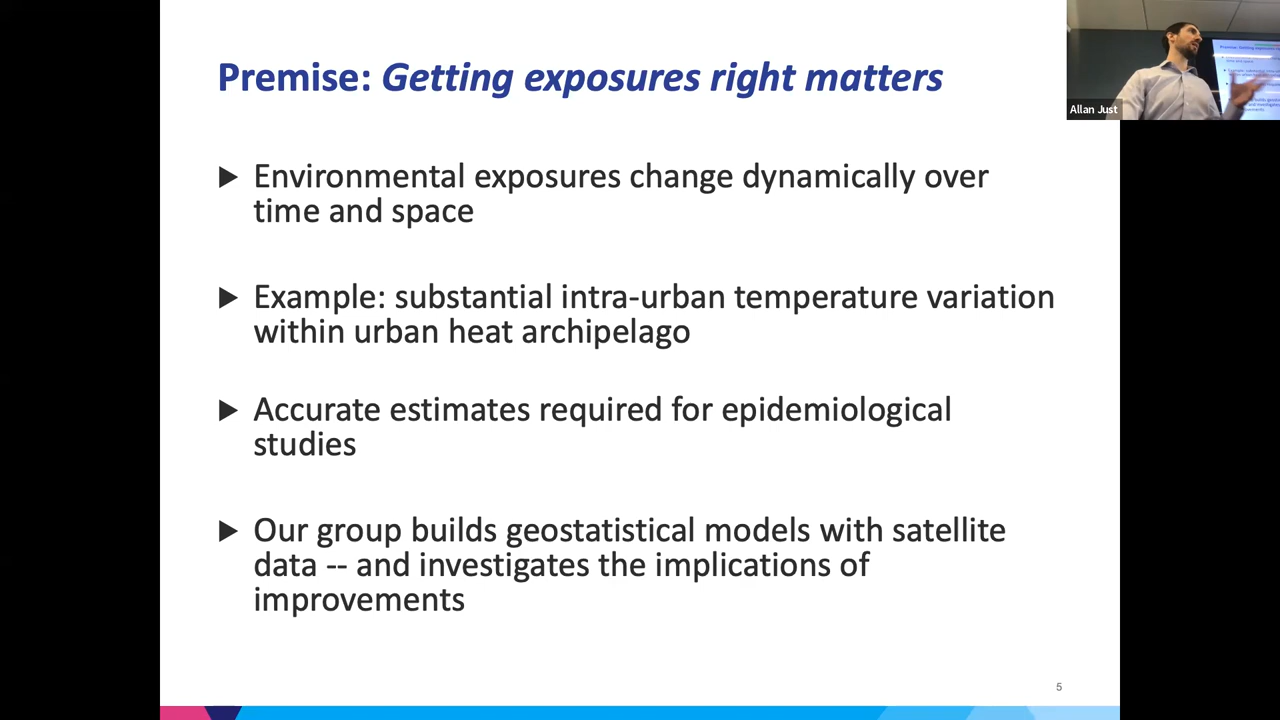 Premise: Getting exposures right matters
Allan Just
▶ Environmental exposures change dynamically over
time and space
▶ Example: substantial intra-urban temperature variation
within urban heat archipelago
▶ Accurate estimates required for epidemiological
studies
▶ Our group builds geostatistical models with satellite
data -- and investigates the implications of
improvements
5